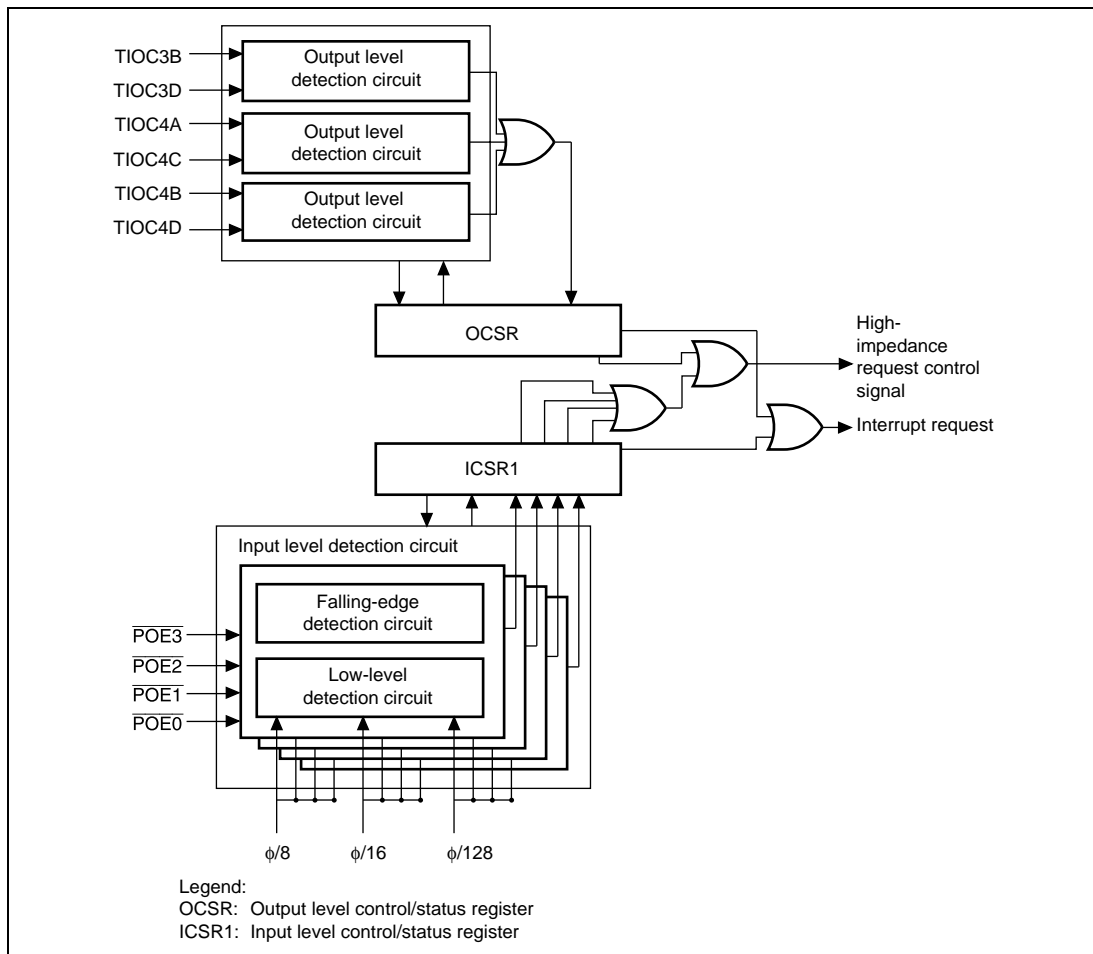 TIOC3B
TIOC3D
TIOC4A
TIOC4C
TIOC4B
TIOC4D
Output level
detection circuit
Output level
detection circuit
Output level
detection circuit
OCSR
High-
impedance
request control
signal
Interrupt request
ICSR1
Input level detection circuit
Falling-edge
detection circuit
Low-level
detection circuit
POE3
POE2
POE1
POE0
ϕ/8
ϕ/16
ϕ/128
Legend:
OCSR: Output level control/status register
ICSR1: Input level control/status register